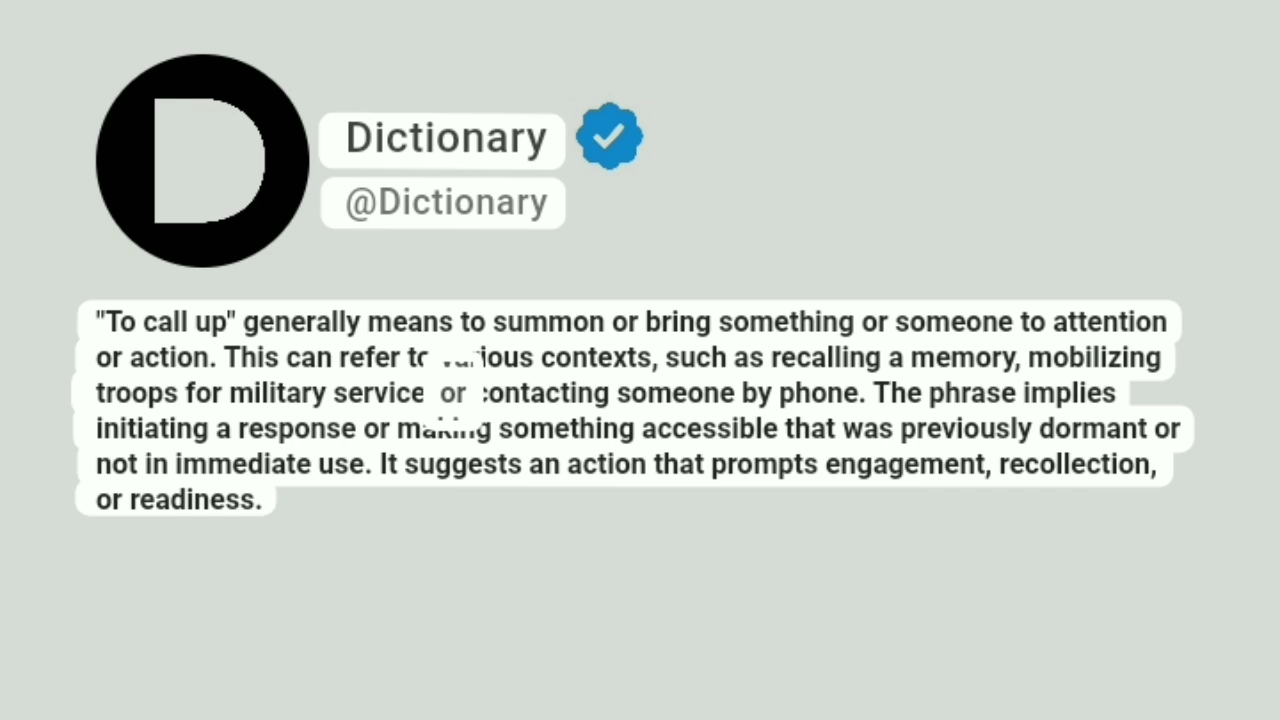 D
Dictionary
@Dictionary
"To call up" generally means to summon or bring something or someone to attention
or action. This can refer to various contexts, such as recalling a memory, mobilizing
troops for military service or contacting someone by phone. The phrase implies
initiating a response or making something accessible that was previously dormant or
not in immediate use. It suggests an action that prompts engagement, recollection,
or readiness.